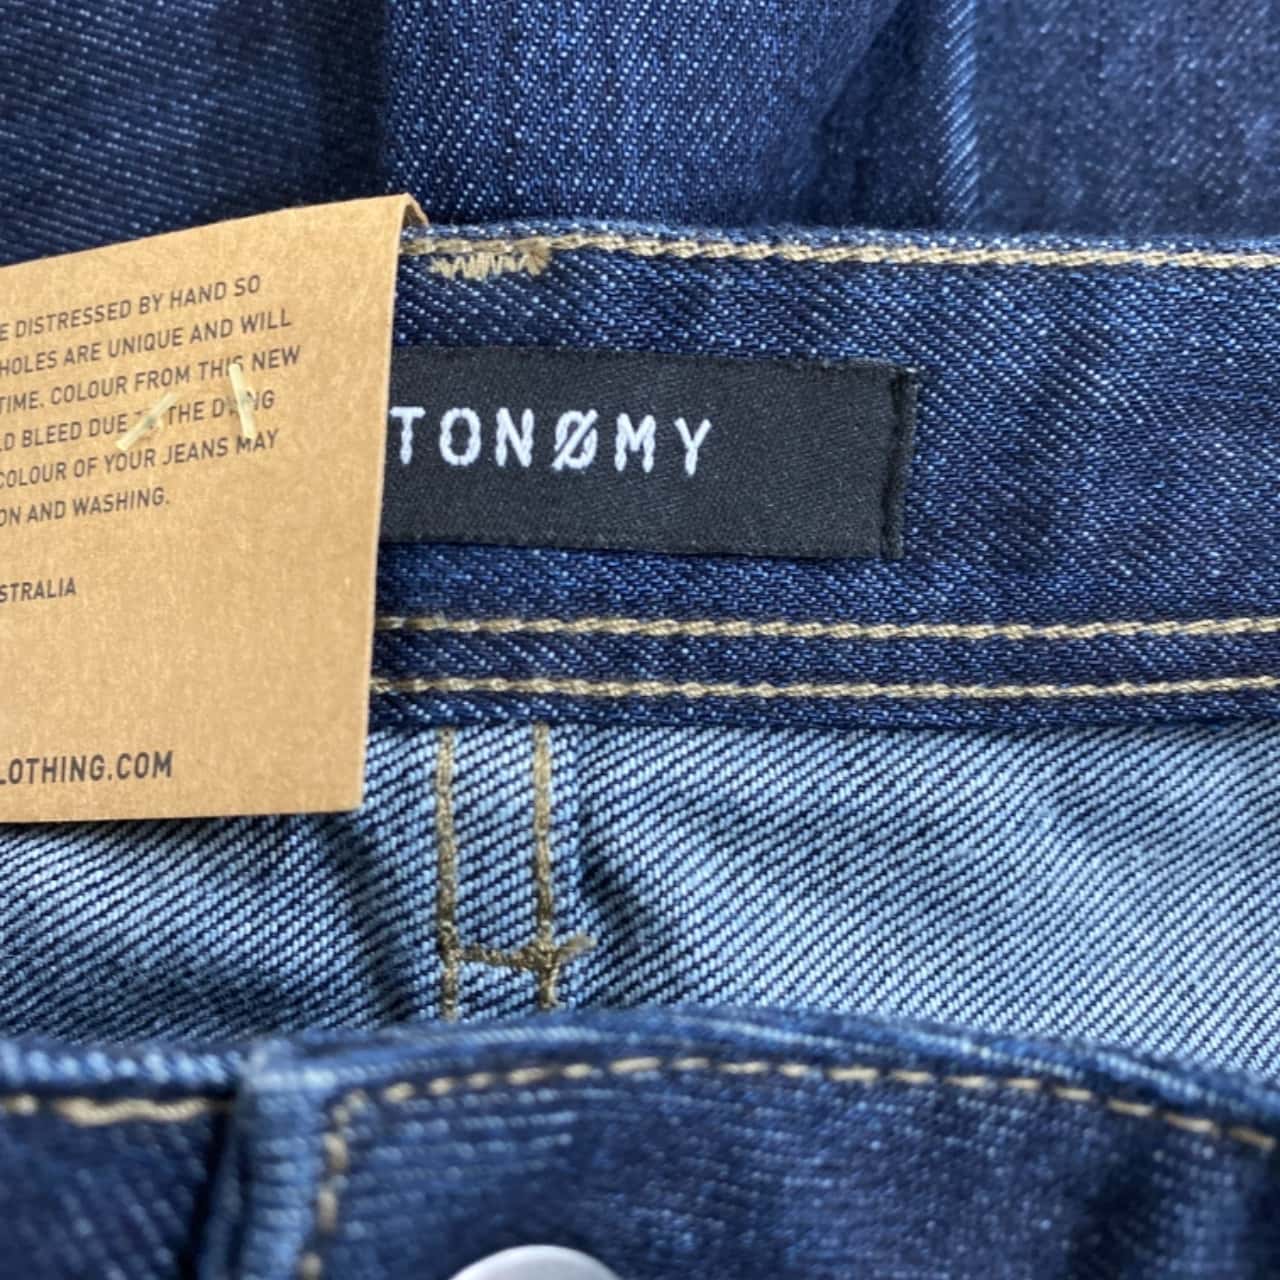 E DISTRESSED BY HAND SO
HOLES ARE UNIQUE AND WILL
TIME. COLOUR FROM THIS NEW
LD BLEED DUE THE DYING
COLOUR OF YOUR JEANS MAY
ON AND WASHING.
STRALIA
LOTHING.COM
TONØMY